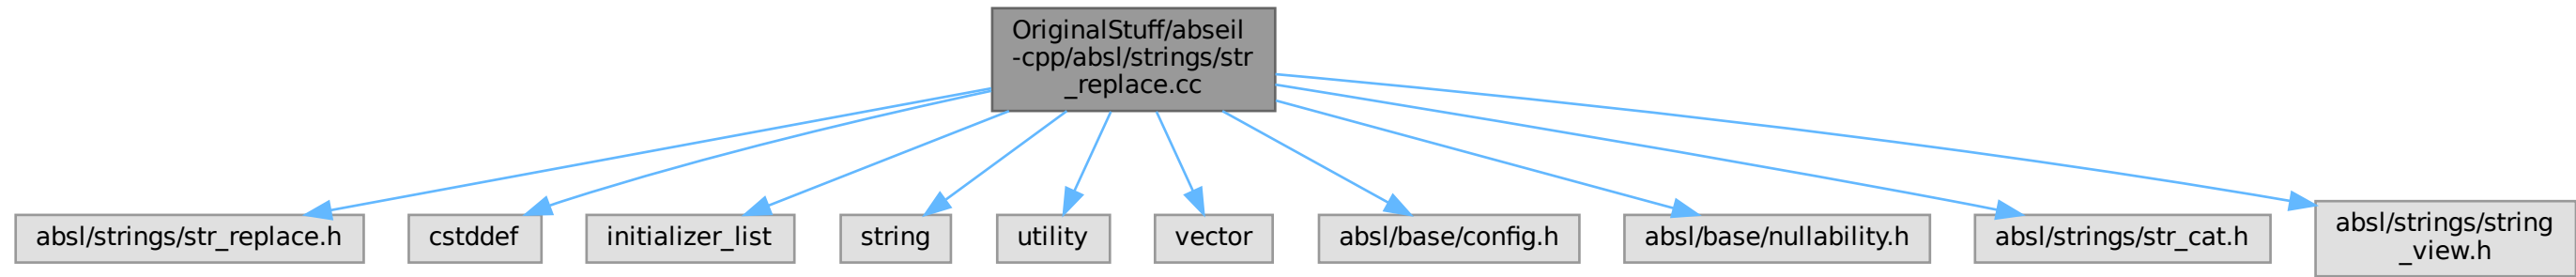 OriginalStuff/abseil
-cpp/absl/strings/str
_replace.cc
absl/strings/str_replace.h
cstddef
initializer_list
string
utility
vector
absl/base/config.h
absl/base/nullability.h
absl/strings/str_cat.h
absl/strings/string
_view.h